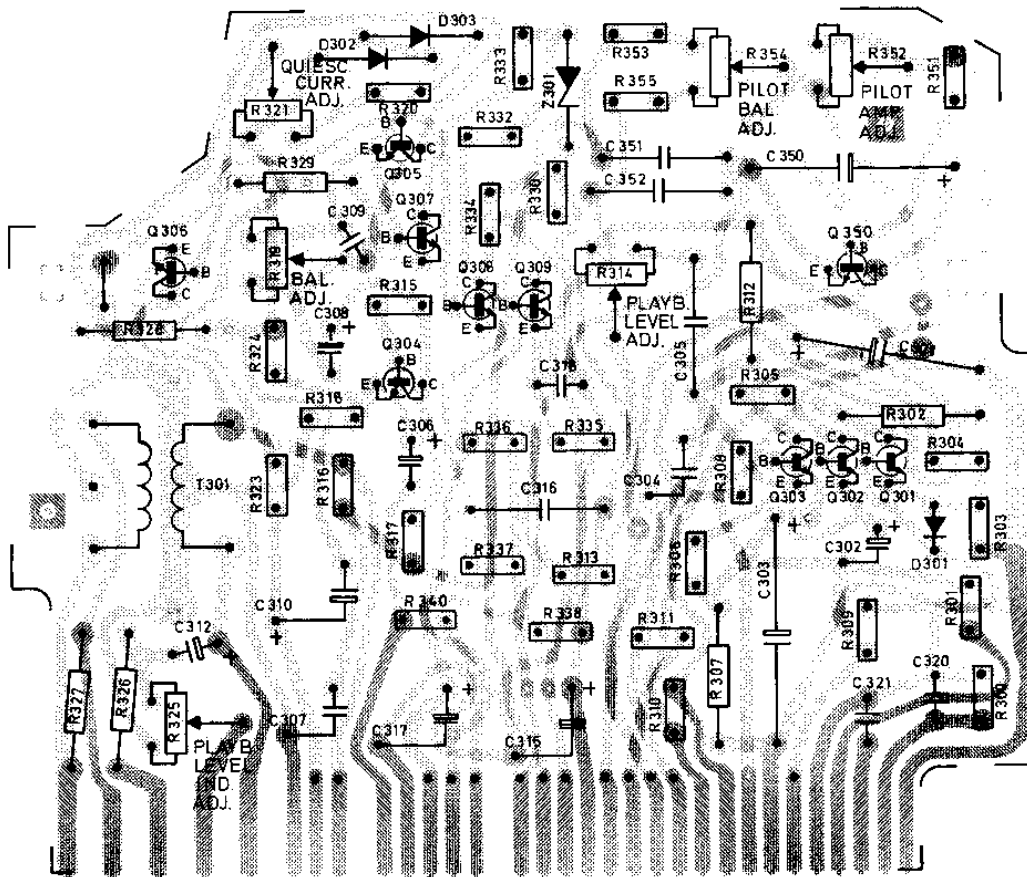 D303
D302
QUIESC
CURR.
ADJ.
R321
R320
B
E
C
Q305
R333
Z301
R353
R355
R354
PILOT
BAL
ADJ.
R352
PILOT
AMP.
ADJ.
R351
R332
R329
R334
R330
C351
C352
C350
+
C309
Q307
C
B
E
Q306
E
B
C
R319
BAL.
ADJ.
R315
Q308
C
B
E
Q309
C
B
E
R314
PLAYB.
LEVEL
ADJ.
C305
R312
Q350
B
E
C
R328
R324
C308
+
Q304
B
E
C
C318
R305
+
R302
R318
C306
+
R336
R335
R308
C
B
E
Q303
C
B
E
Q302
C
B
E
Q301
R304
T301
R323
R316
C316
C304
R317
R337
R313
R306
C303
+
C302
+
D301
R303
C310
+
R340
R338
R311
R309
R301
C312
+
R327
R326
R325
PLAYB.
LEVEL
IND.
ADJ.
C307
C317
+
C315
+
R310
R307
C321
C320
R300